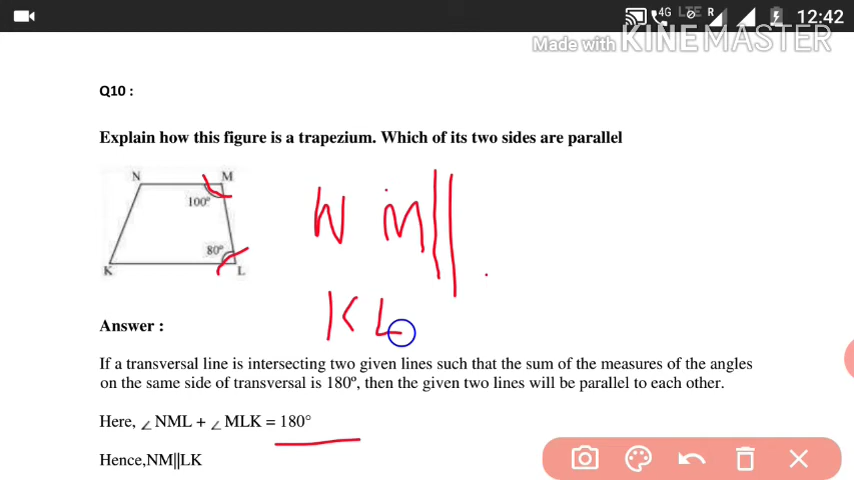 4G LTE R 12:42
Made with KINEMASTER
Q10 :
Explain how this figure is a trapezium. Which of its two sides are parallel
N M
100°
80°
K L
N M ||
K L
Answer :
If a transversal line is intersecting two given lines such that the sum of the measures of the angles
on the same side of transversal is 180º, then the given two lines will be parallel to each other.
Here, ∠ NML + ∠ MLK = 180°
Hence,NM||LK